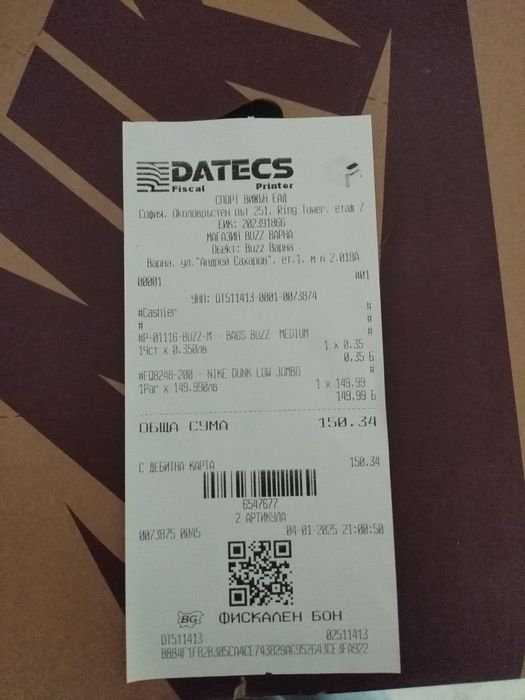 DATECS
Fiscal Printer
СПОРТ ВИЖЪН ЕАД
София, Околовръстен път 251, Ring Tower, етаж 7
ЕИК: 202391866
МАГАЗИН BUZZ ВАРНА
Обект: Buzz Варна
Варна, ул."Андрей Сахаров", ет.1, м-н 2.018А
00001 #01
УНП: DT511413-0001-0073874
#Cashier #
# #
#P-01116-BUZZ-M - BAGS BUZZ MEDIUM #
1Чст x 0.350лв 1 x 0.35
0.35 Б
#FQ8248-200 - NIKE DUNK LOW JUMBO #
1Par x 149.990лв 1 x 149.99
149.99 Б
ОБЩА СУМА 150.34
С ДЕБИТНА КАРТА 150.34
6547677
2 АРТИКУЛА
0073875 0045 04-01-2025 21:00:50
BG ФИСКАЛЕН БОН
DT511413 02511413